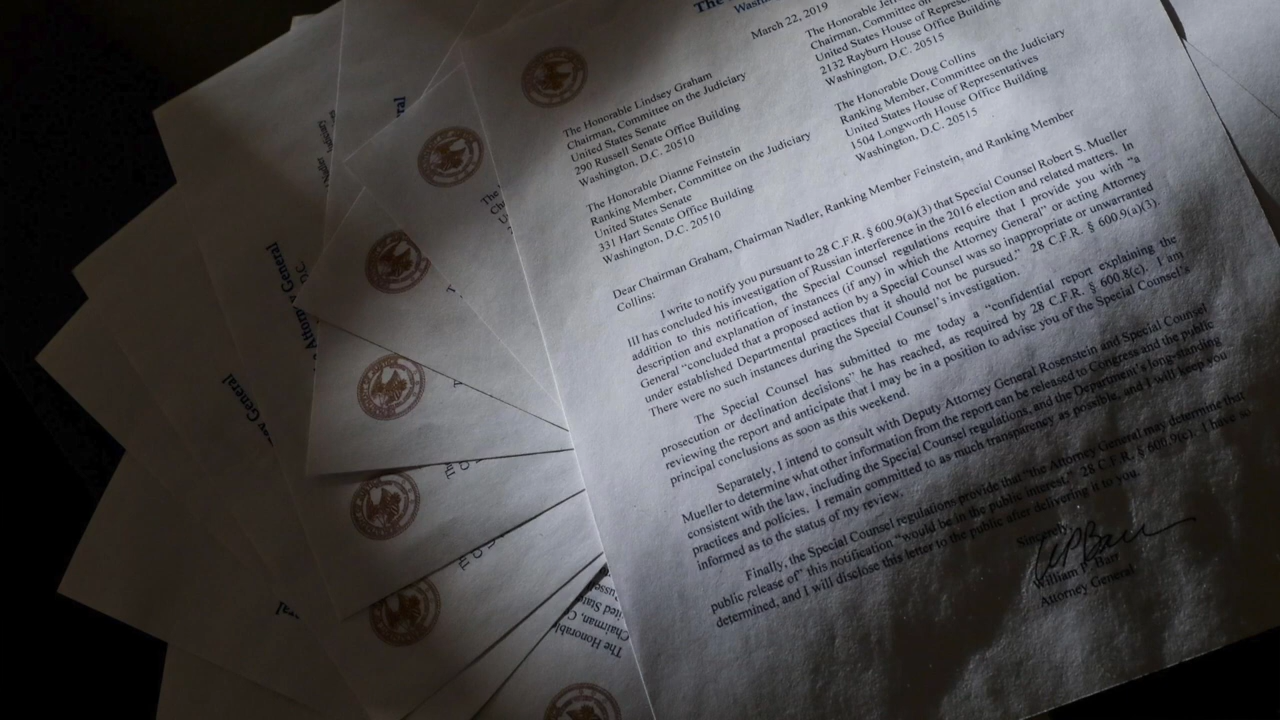 The
March 22, 2019
The Honorable Lindsey Graham
Chairman, Committee on the Judiciary
United States Senate
290 Russell Senate Office Building
Washington, D.C. 20510
The Honorable Dianne Feinstein
Ranking Member, Committee on the Judiciary
United States Senate
331 Hart Senate Office Building
Washington, D.C. 20510
The Honorable
Chairman, Committee on
United States House of
2132 Rayburn House Office Building
Washington, D.C. 20515
The Honorable Doug Collins
Ranking Member, Committee on the Judiciary
United States House of Representatives
1504 Longworth House Office Building
Washington, D.C. 20515
Dear Chairman Graham, Chairman Nadler, Ranking Member Feinstein, and Ranking Member
Collins:
I write to notify you pursuant to 28 C.F.R. § 600.9(a)(3) that Special Counsel Robert S. Mueller
III has concluded his investigation of Russian interference in the 2016 election and related matters. In
addition to this notification, the Special Counsel regulations require that I provide you with “a
description and explanation of instances (if any) in which the Attorney General” or acting Attorney
General “concluded that a proposed action by a Special Counsel was so inappropriate or unwarranted
under established Departmental practices that it should not be pursued.” 28 C.F.R. § 600.9(a)(3).
There were no such instances during the Special Counsel’s investigation.
The Special Counsel has submitted to me today a “confidential report explaining the
prosecution or declination decisions” he has reached, as required by 28 C.F.R. § 600.8(c). I am
reviewing the report and anticipate that I may be in a position to advise you of the Special Counsel’s
principal conclusions as soon as this weekend.
Separately, I intend to consult with Deputy Attorney General Rosenstein and Special Counsel
Mueller to determine what other information from the report can be released to Congress and the public
consistent with the law, including the Special Counsel regulations, and the Department’s long-standing
practices and policies. I remain committed to as much transparency as possible, and I will keep you
informed as to the status of my review.
Finally, the Special Counsel regulations provide that “the Attorney General may determine that
public release of” this notification “would be in the public interest.” 28 C.F.R. § 600.9(c). I have so
determined, and I will disclose this letter to the public after delivering it to you.
Sincerely,
William P. Barr
Attorney General
General
The Honorable
Chairman, C